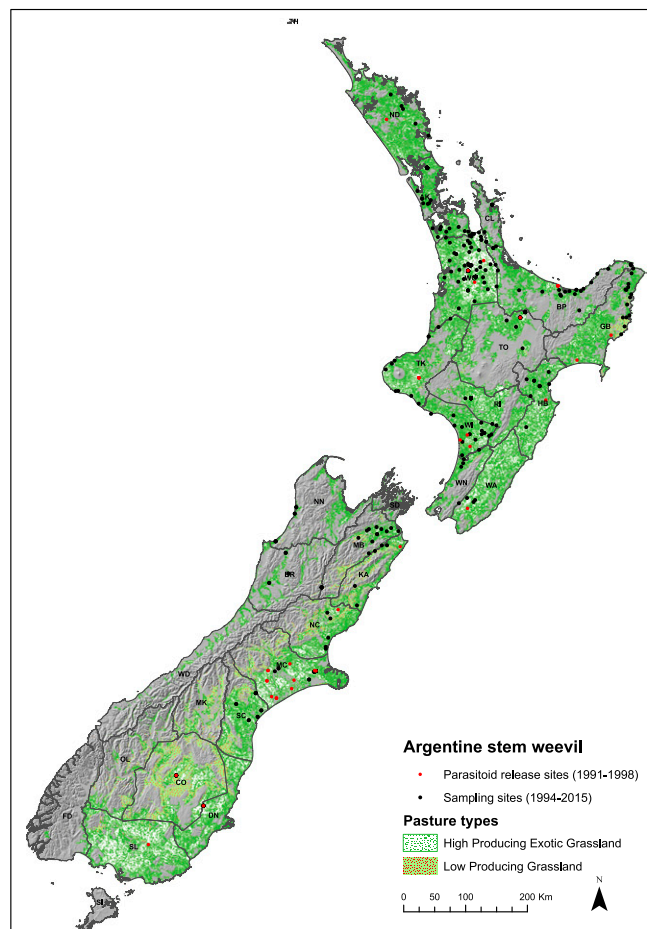 ND
CL
BP
GB
TO
TK
RI
HB
WI
WN
WA
NN
SD
MB
BR
KA
NC
WD
MC
MK
SC
OL
CO
DN
FD
SL
SI
Argentine stem weevil
Parasitoid release sites (1991-1998)
Sampling sites (1994-2015)
Pasture types
High Producing Exotic Grassland
Low Producing Grassland
N
0 50 100 200 Km